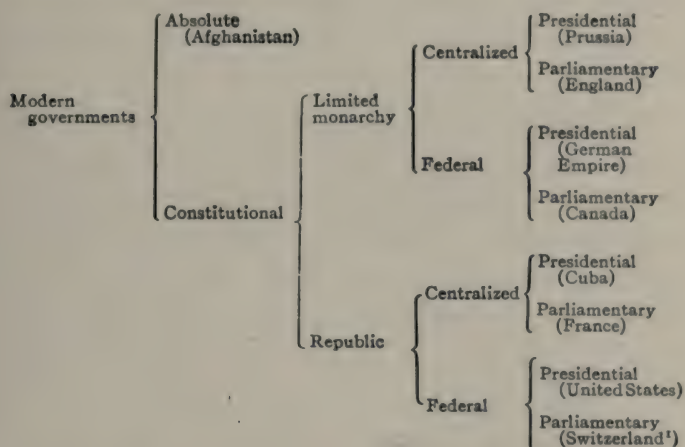 Absolute
(Afghanistan)
Modern
governments
Constitutional
Limited
monarchy
Centralized
Presidential
(Prussia)
Parliamentary
(England)
Federal
Presidential
(German
Empire)
Parliamentary
(Canada)
Republic
Centralized
Presidential
(Cuba)
Parliamentary
(France)
Federal
Presidential
(United States)
Parliamentary
(Switzerland¹)